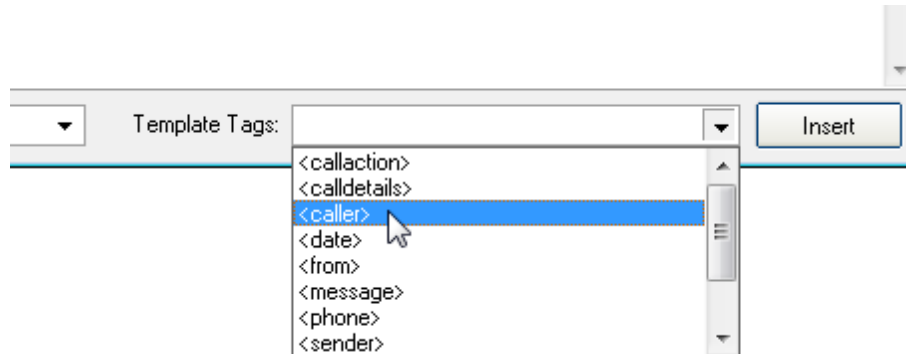 Template Tags: Insert
<callaction>
<calldetails>
<caller>
<date>
<from>
<message>
<phone>
<sender>